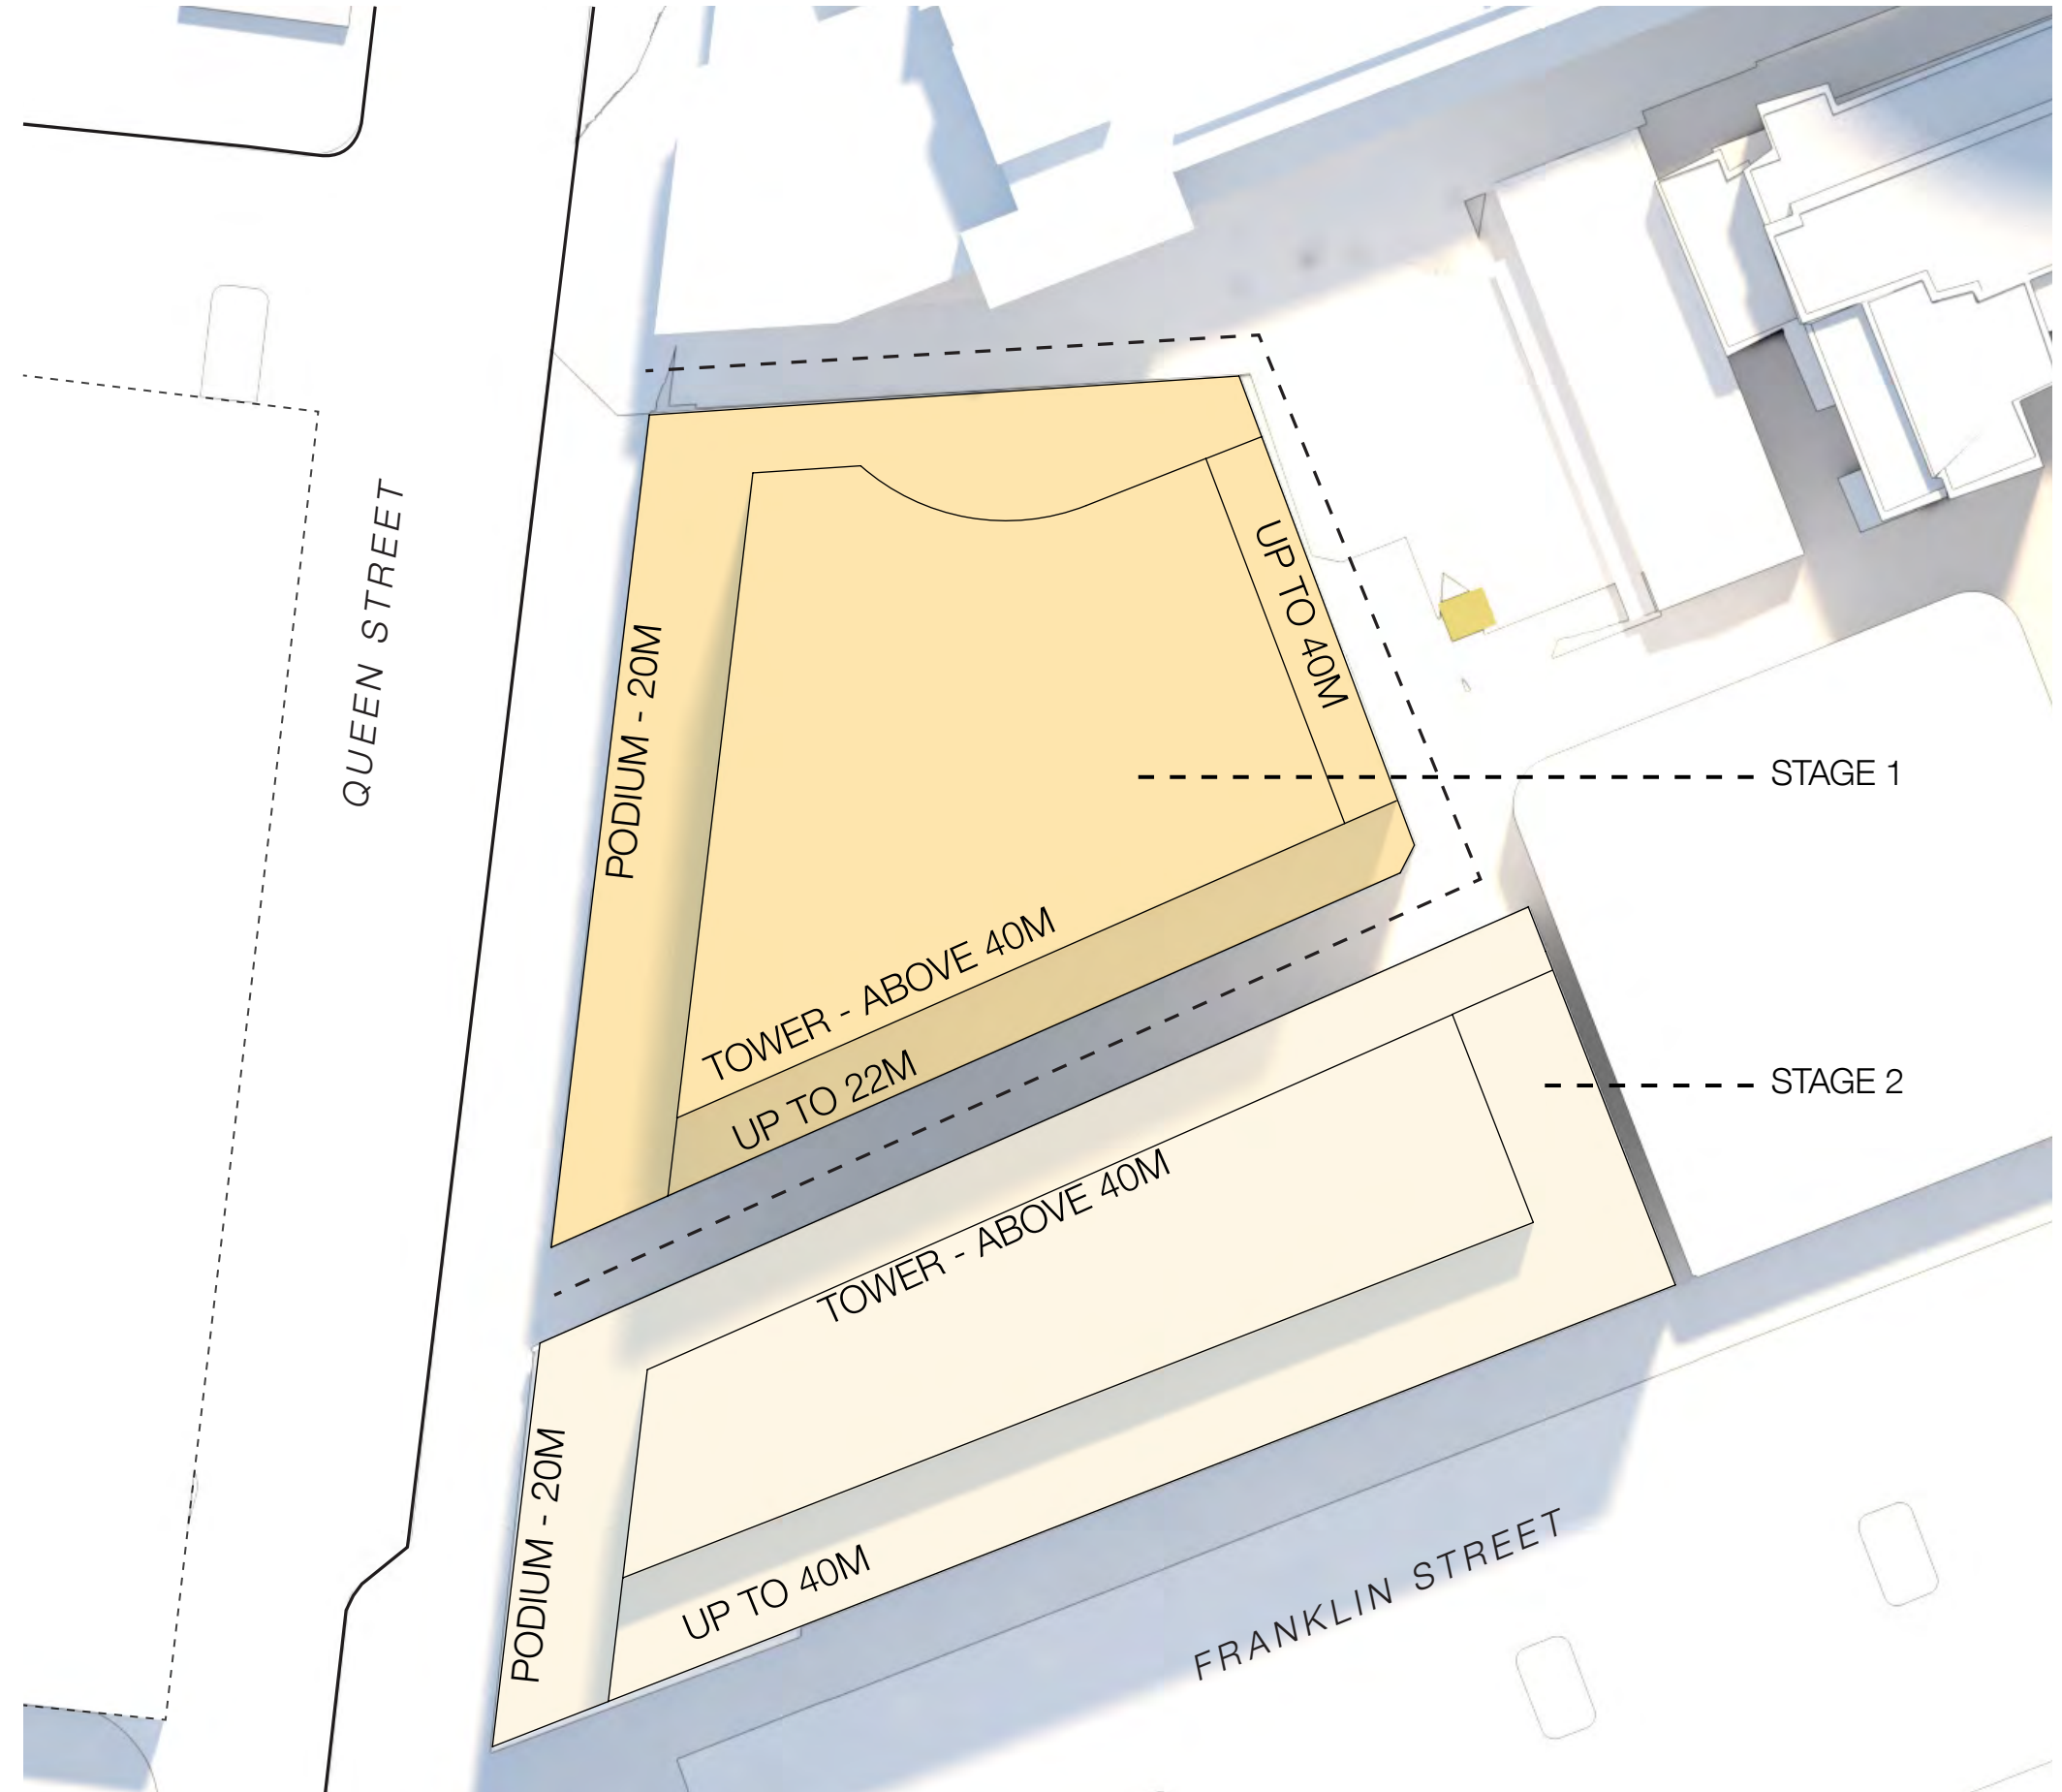 QUEEN STREET
PODIUM - 20M
UP TO 40M
STAGE 1
TOWER - ABOVE 40M
UP TO 22M
STAGE 2
TOWER - ABOVE 40M
PODIUM - 20M
UP TO 40M
FRANKLIN STREET